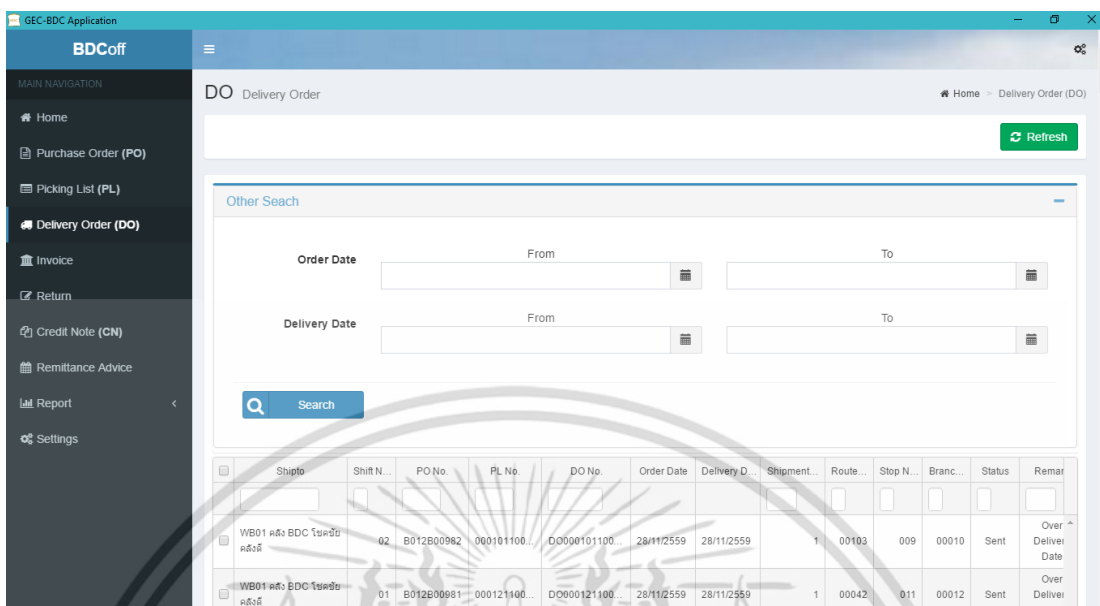 GEC-BDC Application
BDCoff
MAIN NAVIGATION
Home
Purchase Order (PO)
Picking List (PL)
Delivery Order (DO)
Invoice
Return
Credit Note (CN)
Remittance Advice
Report
Settings
DO Delivery Order
Home > Delivery Order (DO)
Refresh
Other Seach
Order Date
From
To
Delivery Date
From
To
Search
Shipto Shift N... PO No. PL No. DO No. Order Date Delivery D... Shipment... Route... Stop N... Branc... Status Remar
WB01 คลัง BDC โชคชัย คลังดี 02 B012B00982 000101100... DO000101100... 28/11/2559 28/11/2559 1 00103 009 00010 Sent Over Deliver Date
WB01 คลัง BDC โชคชัย คลังดี 01 B012B00981 000121100... DO000121100... 28/11/2559 28/11/2559 1 00042 011 00012 Sent Over Deliver